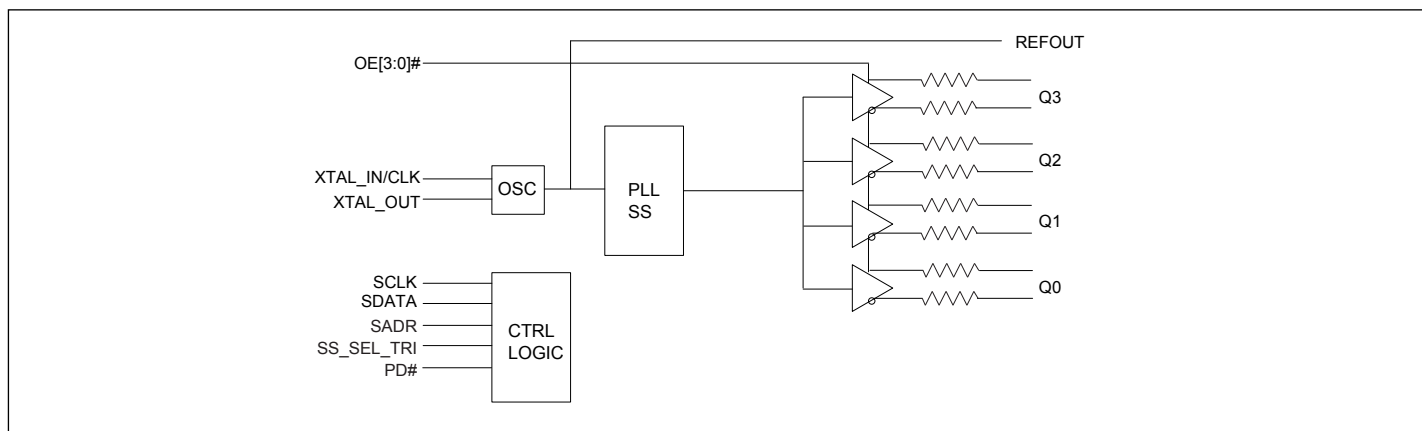 REFOUT
OE[3:0]#
Q3
Q2
XTAL_IN/CLK
OSC
XTAL_OUT
PLL
SS
Q1
Q0
SCLK
SDATA
SADR
SS_SEL_TRI
PD#
CTRL
LOGIC